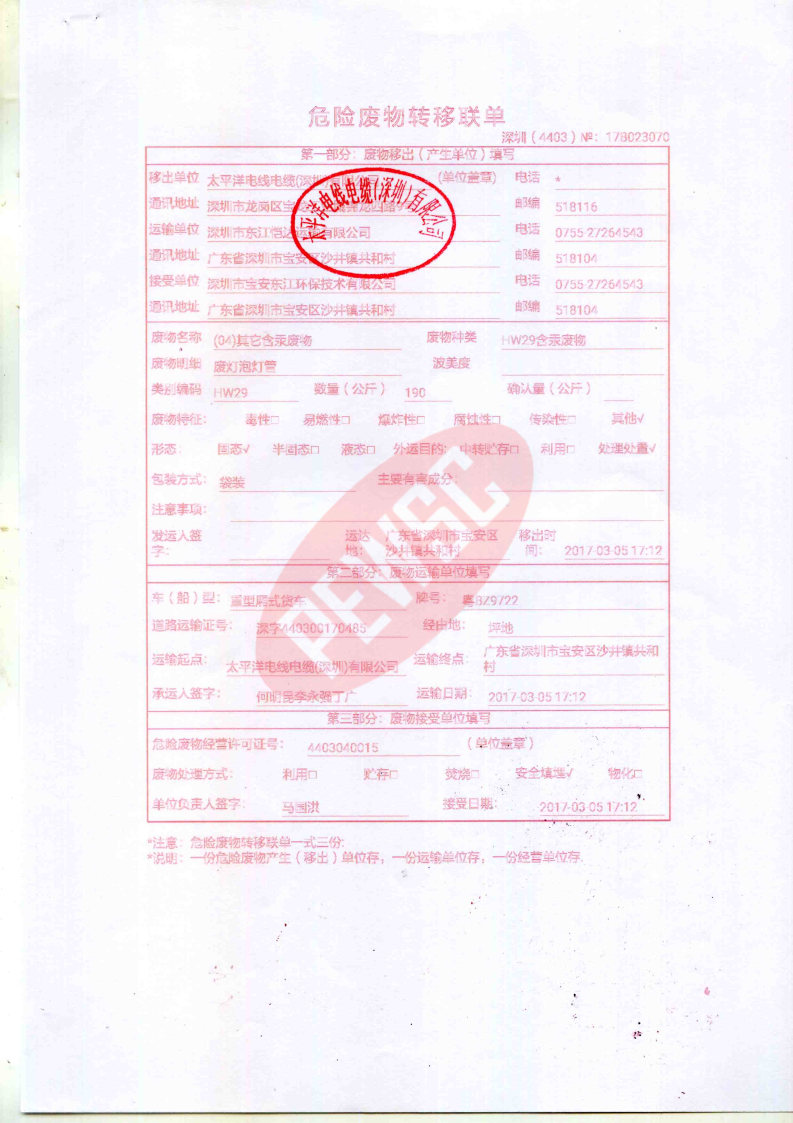 危险废物转移联单
深圳（4403）№：178023070
第一部分：废物移出（产生单位）填写
移出单位 太平洋电线电缆(深圳)有限公司 （单位盖章） 电话 *
太平洋电线电缆(深圳)有限公司
通讯地址 深圳市龙岗区宝 龙四路 邮编 518116
运输单位 深圳市东江恺达运输有限公司 电话 0755-27264543
通讯地址 广东省深圳市宝安区沙井镇共和村 邮编 518104
接受单位 深圳市宝安东江环保技术有限公司 电话 0755-27264543
通讯地址 广东省深圳市宝安区沙井镇共和村 邮编 518104
废物名称 (04)其它含汞废物 废物种类 HW29含汞废物
废物明细 废灯泡灯管 波美度
类别编码 HW29 数量（公斤） 190 确认量（公斤）
废物特征： 毒性□ 易燃性□ 爆炸性□ 腐蚀性□ 传染性□ 其他√
形态： 固态√ 半固态□ 液态□ 外运目的： 中转贮存□ 利用□ 处理处置√
包装方式： 袋装 主要有害成分：
注意事项：
发运人签字： 运达地： 广东省深圳市宝安区沙井镇共和村 移出时间： 2017-03-05 17:12
第二部分：废物运输单位填写
车（船）型： 重型厢式货车 牌号： 粤BZ9722
道路运输证号： 深字440300170485 经由地： 坪地
运输起点： 太平洋电线电缆(深圳)有限公司 运输终点： 广东省深圳市宝安区沙井镇共和村
承运人签字： 何明昆李永强丁广 运输日期： 2017-03-05 17:12
第三部分：废物接受单位填写
危险废物经营许可证号： 4403040015 （单位盖章）
废物处理方式： 利用□ 贮存□ 焚烧□ 安全填埋√ 物化□
单位负责人签字： 马国洪 接受日期： 2017-03-05 17:12
*注意：危险废物转移联单一式三份:
*说明：一份危险废物产生（移出）单位存，一份运输单位存，一份经营单位存.
PEWSC